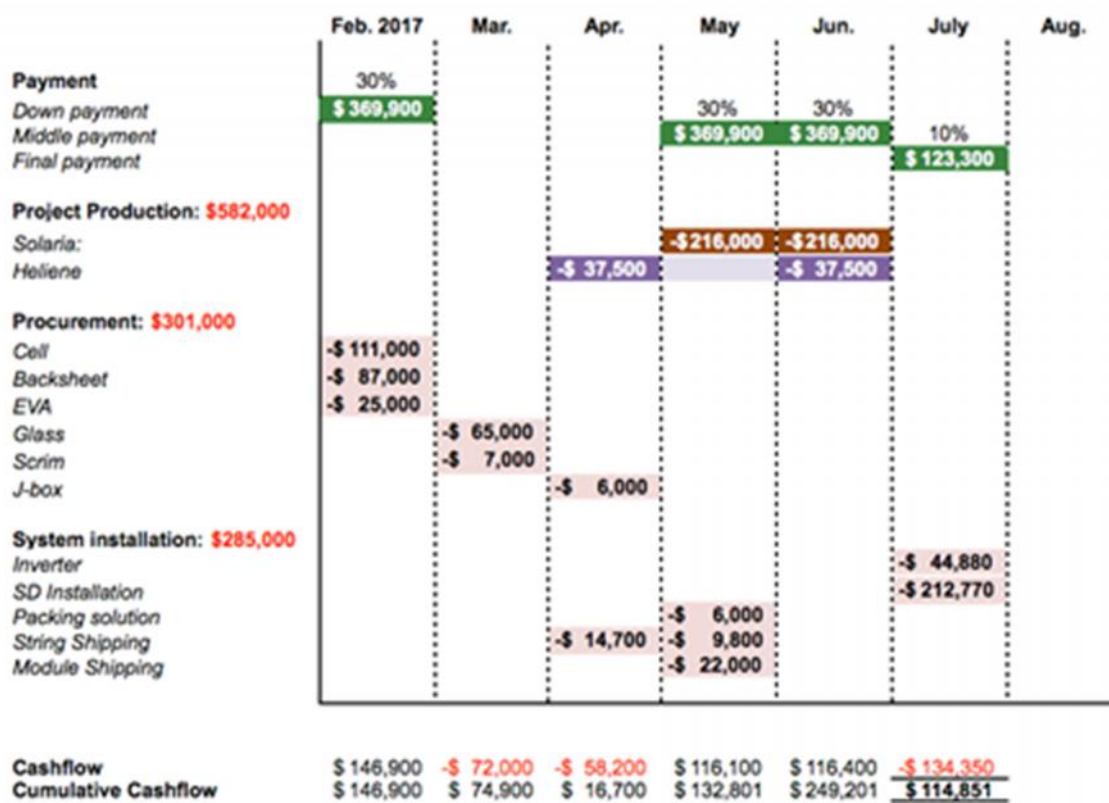 Feb. 2017 Mar. Apr. May Jun. July Aug.
Payment 30%
Down payment $ 369,900 30% 30%
Middle payment $ 369,900 $ 369,900 10%
Final payment $ 123,300
Project Production: $582,000
Solaria: -$216,000 -$216,000
Heliene -$ 37,500 -$ 37,500
Procurement: $301,000
Cell -$ 111,000
Backsheet -$ 87,000
EVA -$ 25,000
Glass -$ 65,000
Scrim -$ 7,000
J-box -$ 6,000
System installation: $285,000
Inverter -$ 44,880
SD Installation -$ 212,770
Packing solution -$ 6,000
String Shipping -$ 14,700 -$ 9,800
Module Shipping -$ 22,000
Cashflow $ 146,900 -$ 72,000 -$ 58,200 $ 116,100 $ 116,400 -$ 134,350
Cumulative Cashflow $ 146,900 $ 74,900 $ 16,700 $ 132,801 $ 249,201 $ 114,851